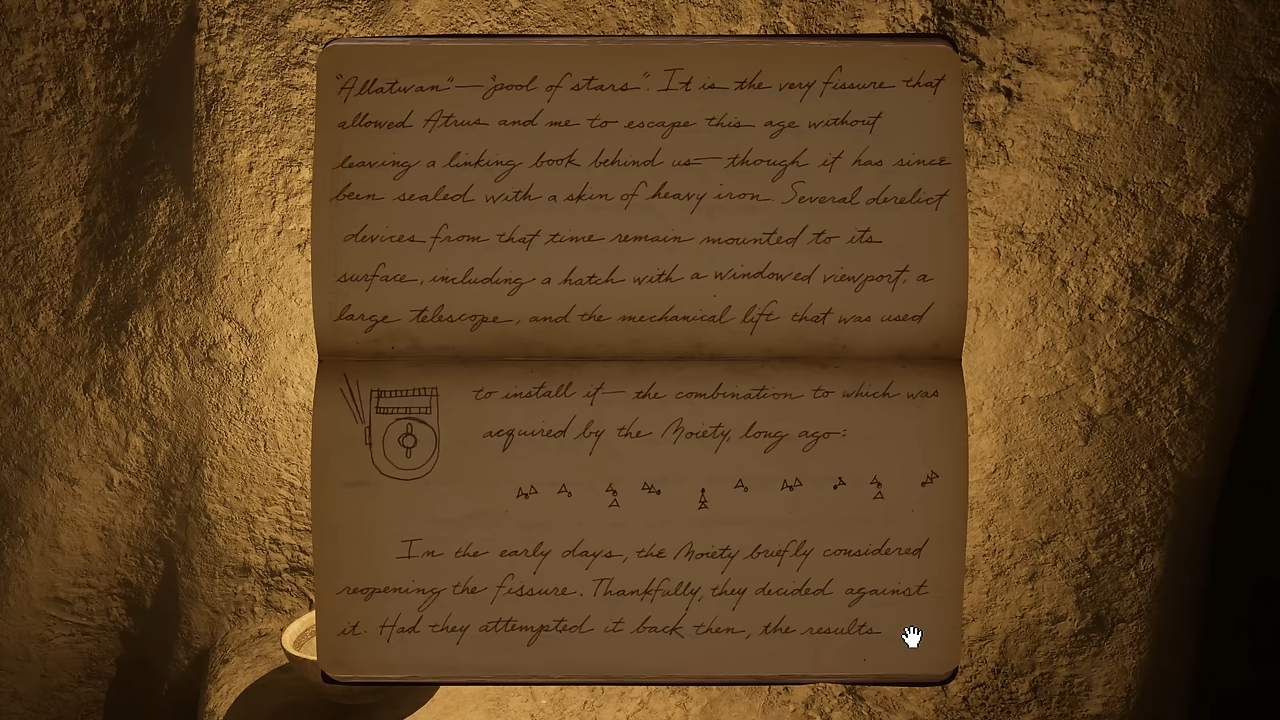 "Allatwan"—"pool of stars". It is the very fissure that
allowed Atrus and me to escape this age without
leaving a linking book behind us—though it has since
been sealed with a skin of heavy iron. Several derelict
devices from that time remain mounted to its
surface, including a hatch with a windowed viewport, a
large telescope, and the mechanical lift that was used
to install it—the combination to which was
acquired by the Moiety, long ago:
In the early days, the Moiety briefly considered
reopening the fissure. Thankfully, they decided against
it. Had they attempted it back then, the results